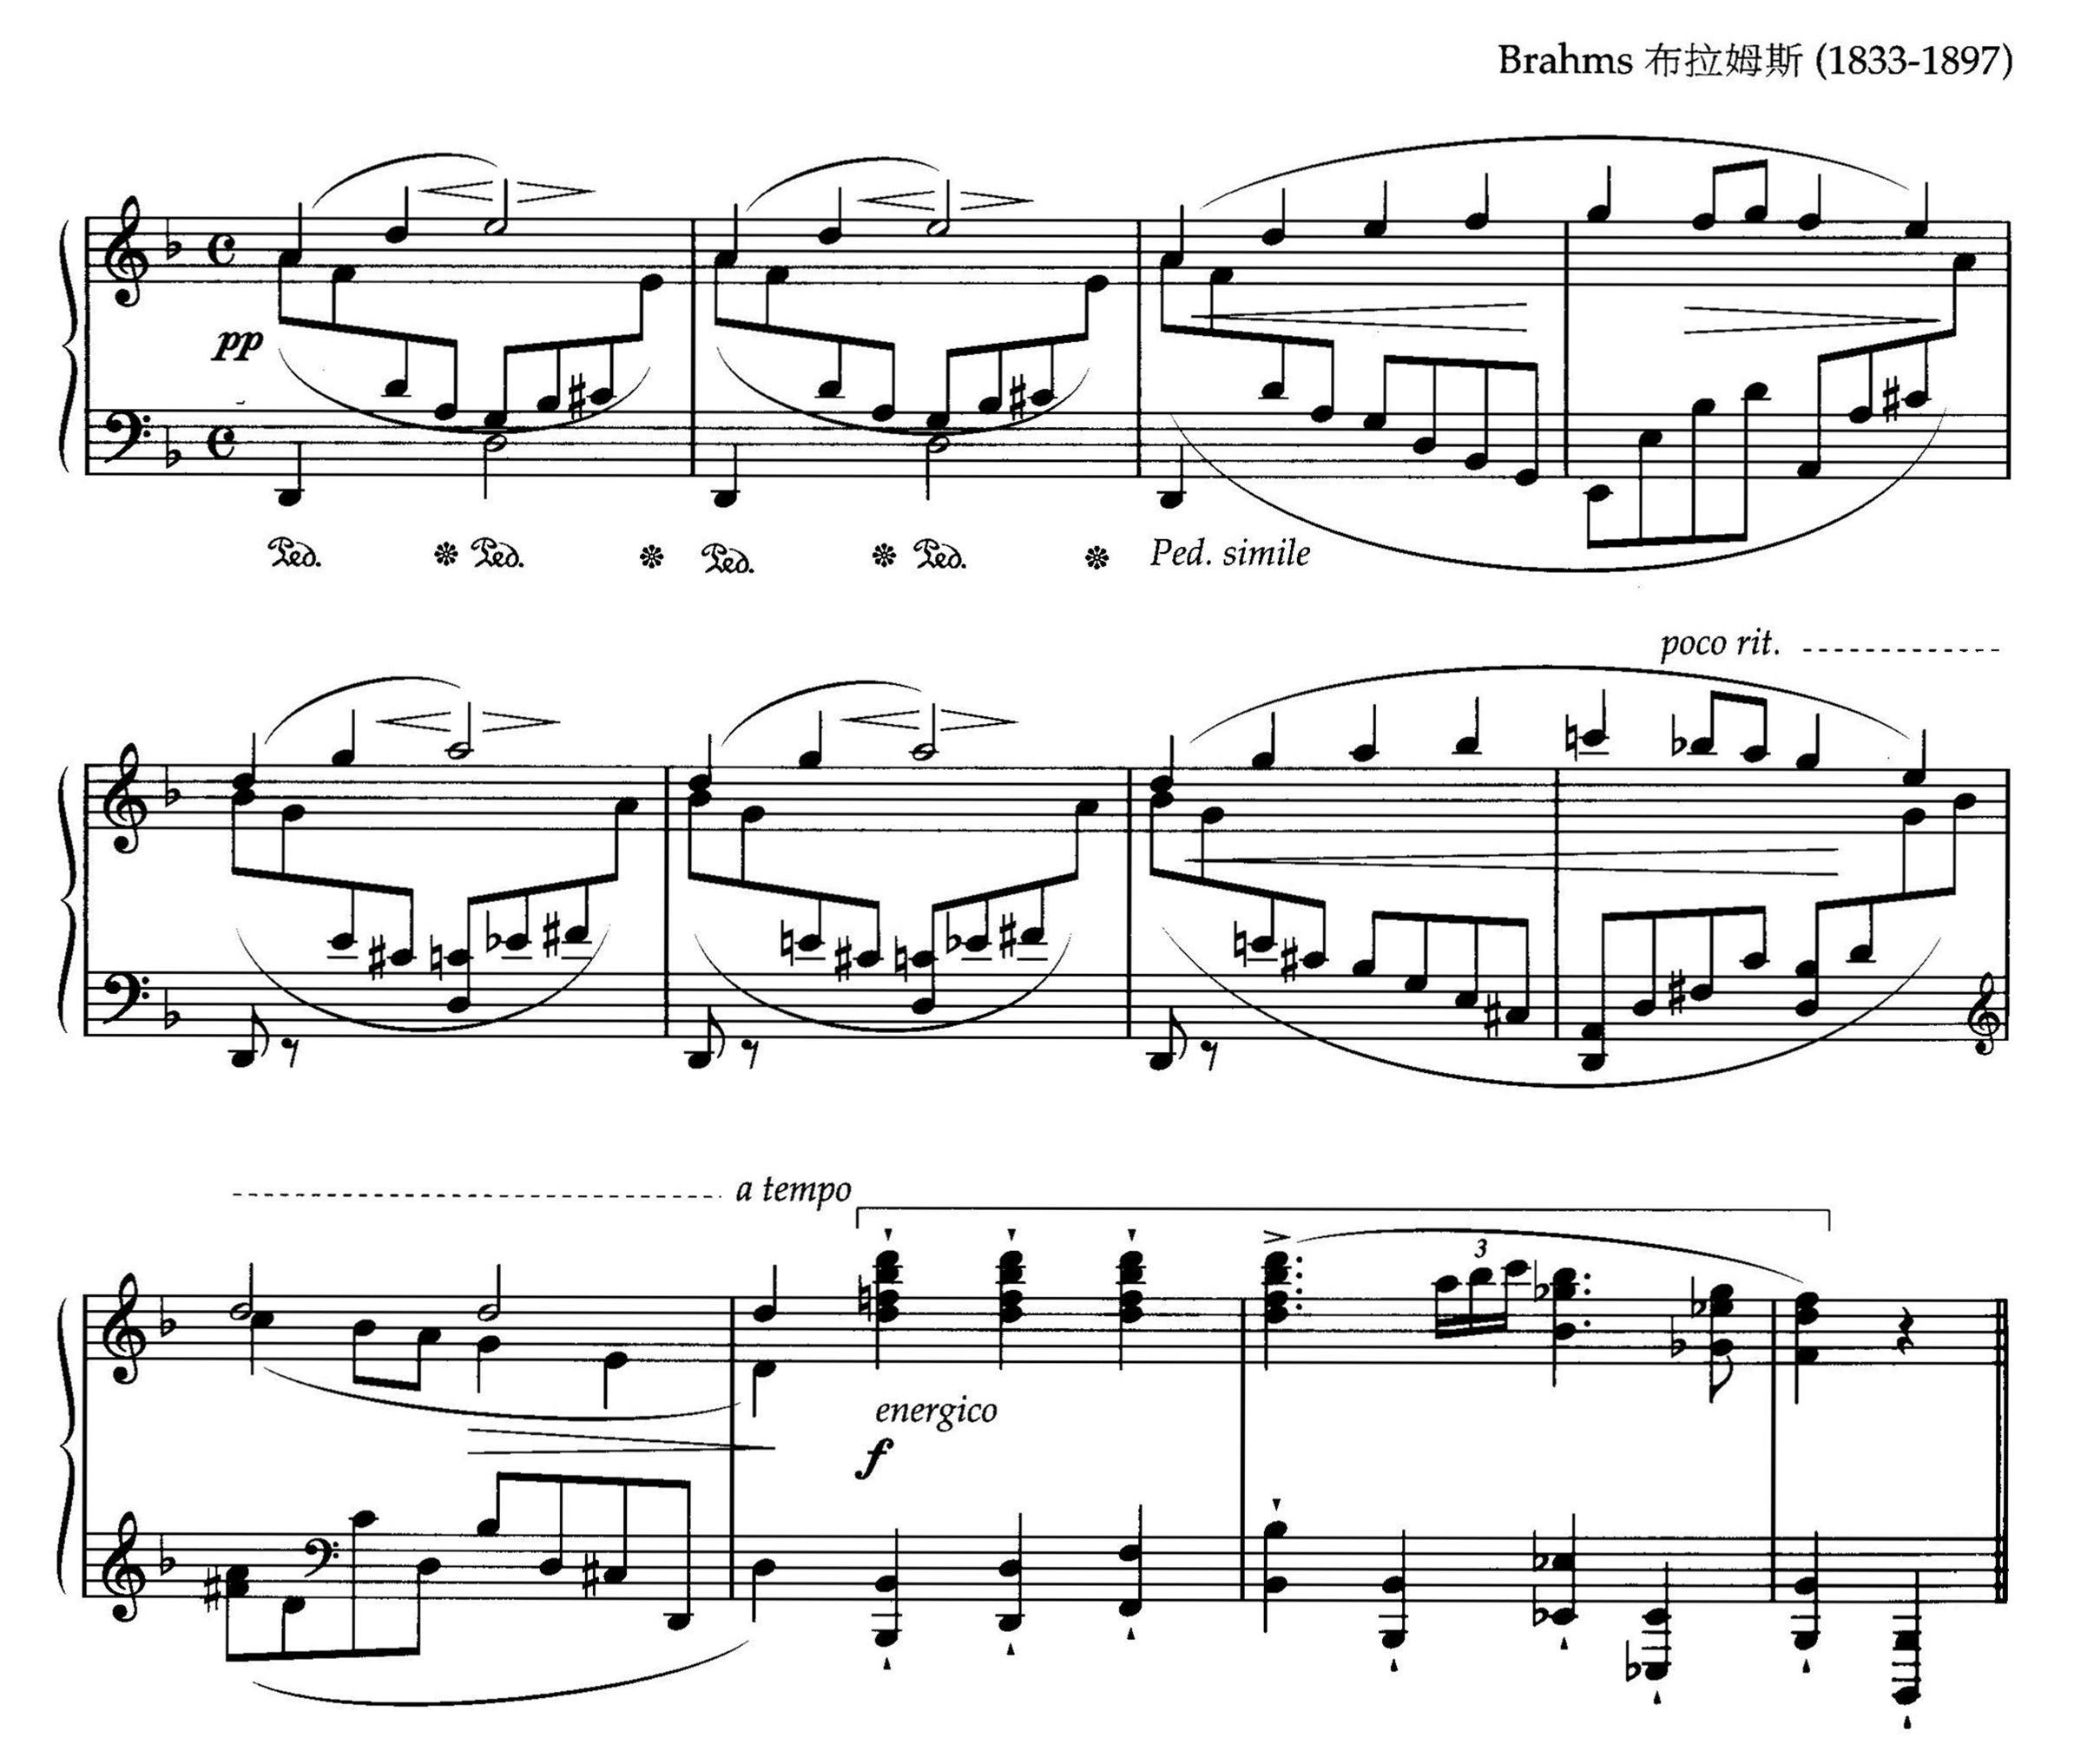 Brahms 布拉姆斯 (1833-1897)
pp
Ped. * Ped. * Ped. * Ped. * Ped. simile
poco rit.
a tempo
3
energico
f